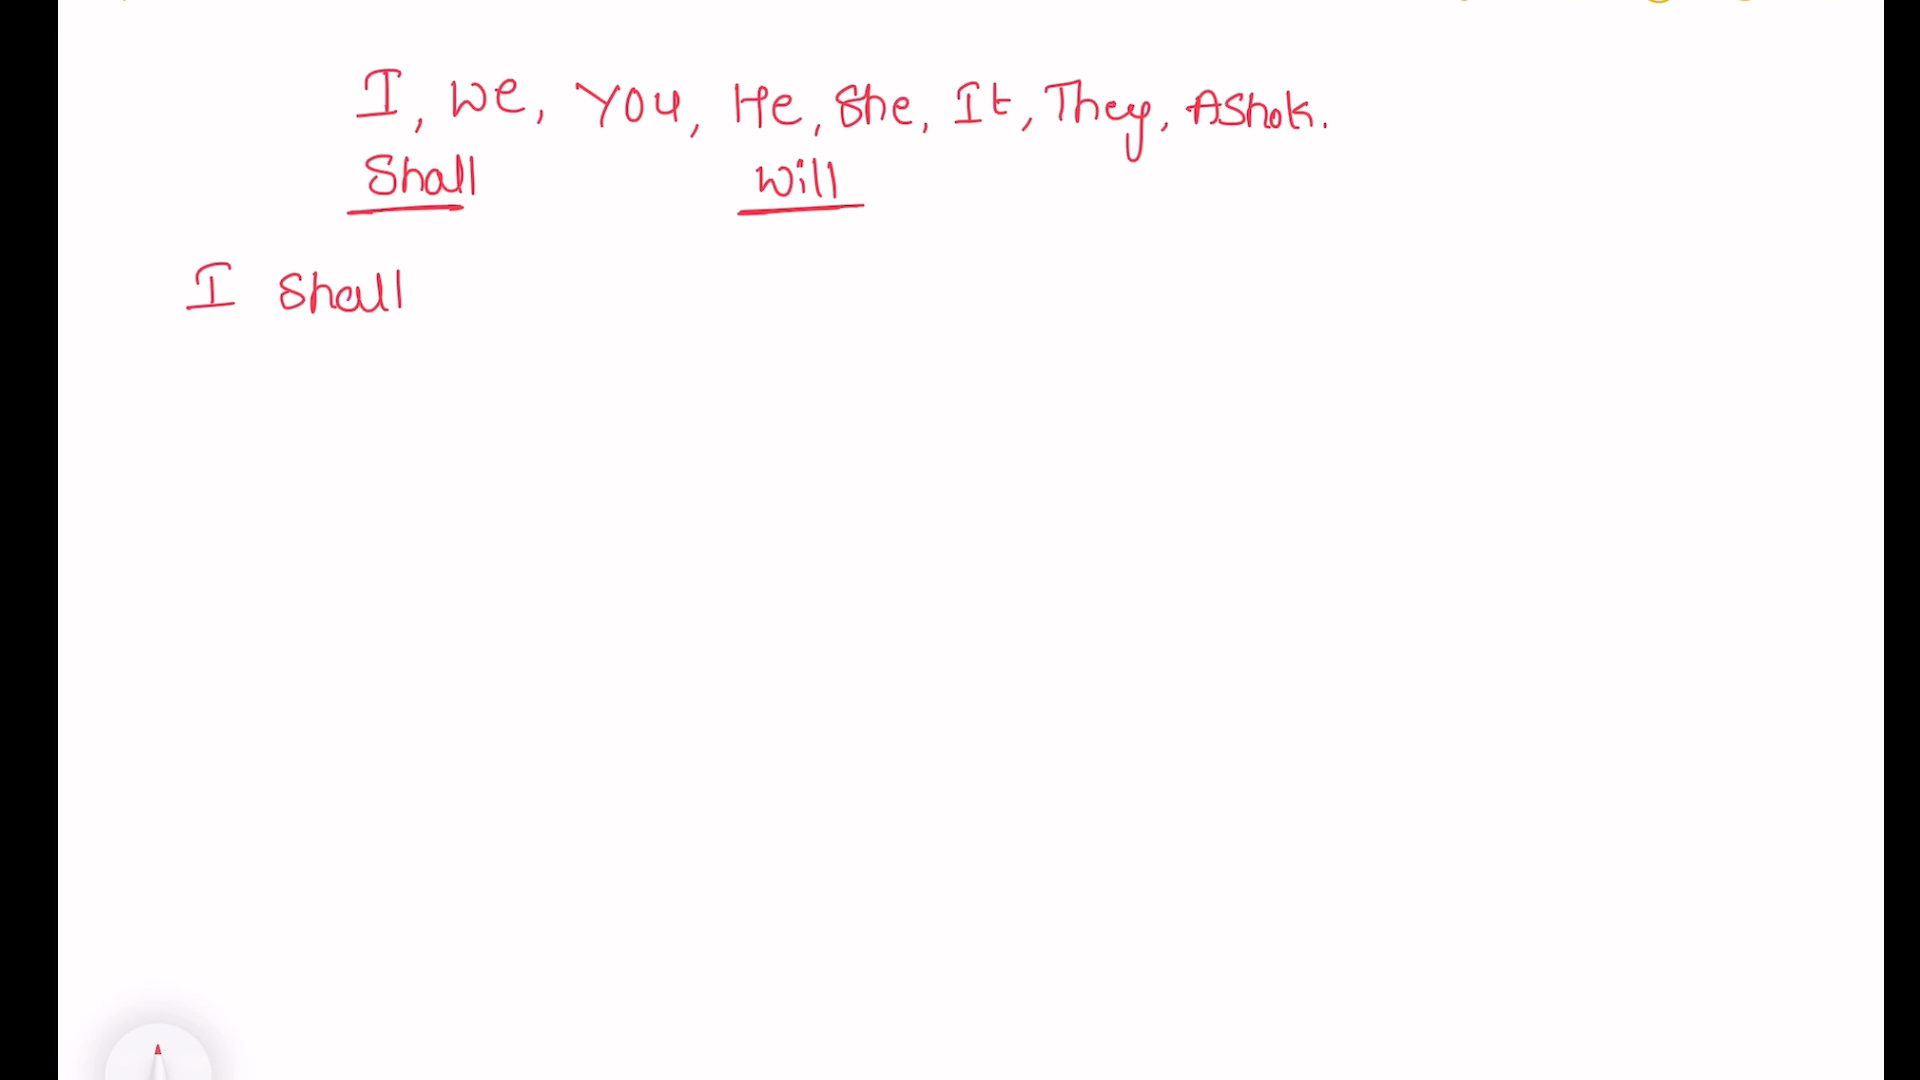 I, We, You, He, She, It, They, Ashok.
Shall will
I Shall